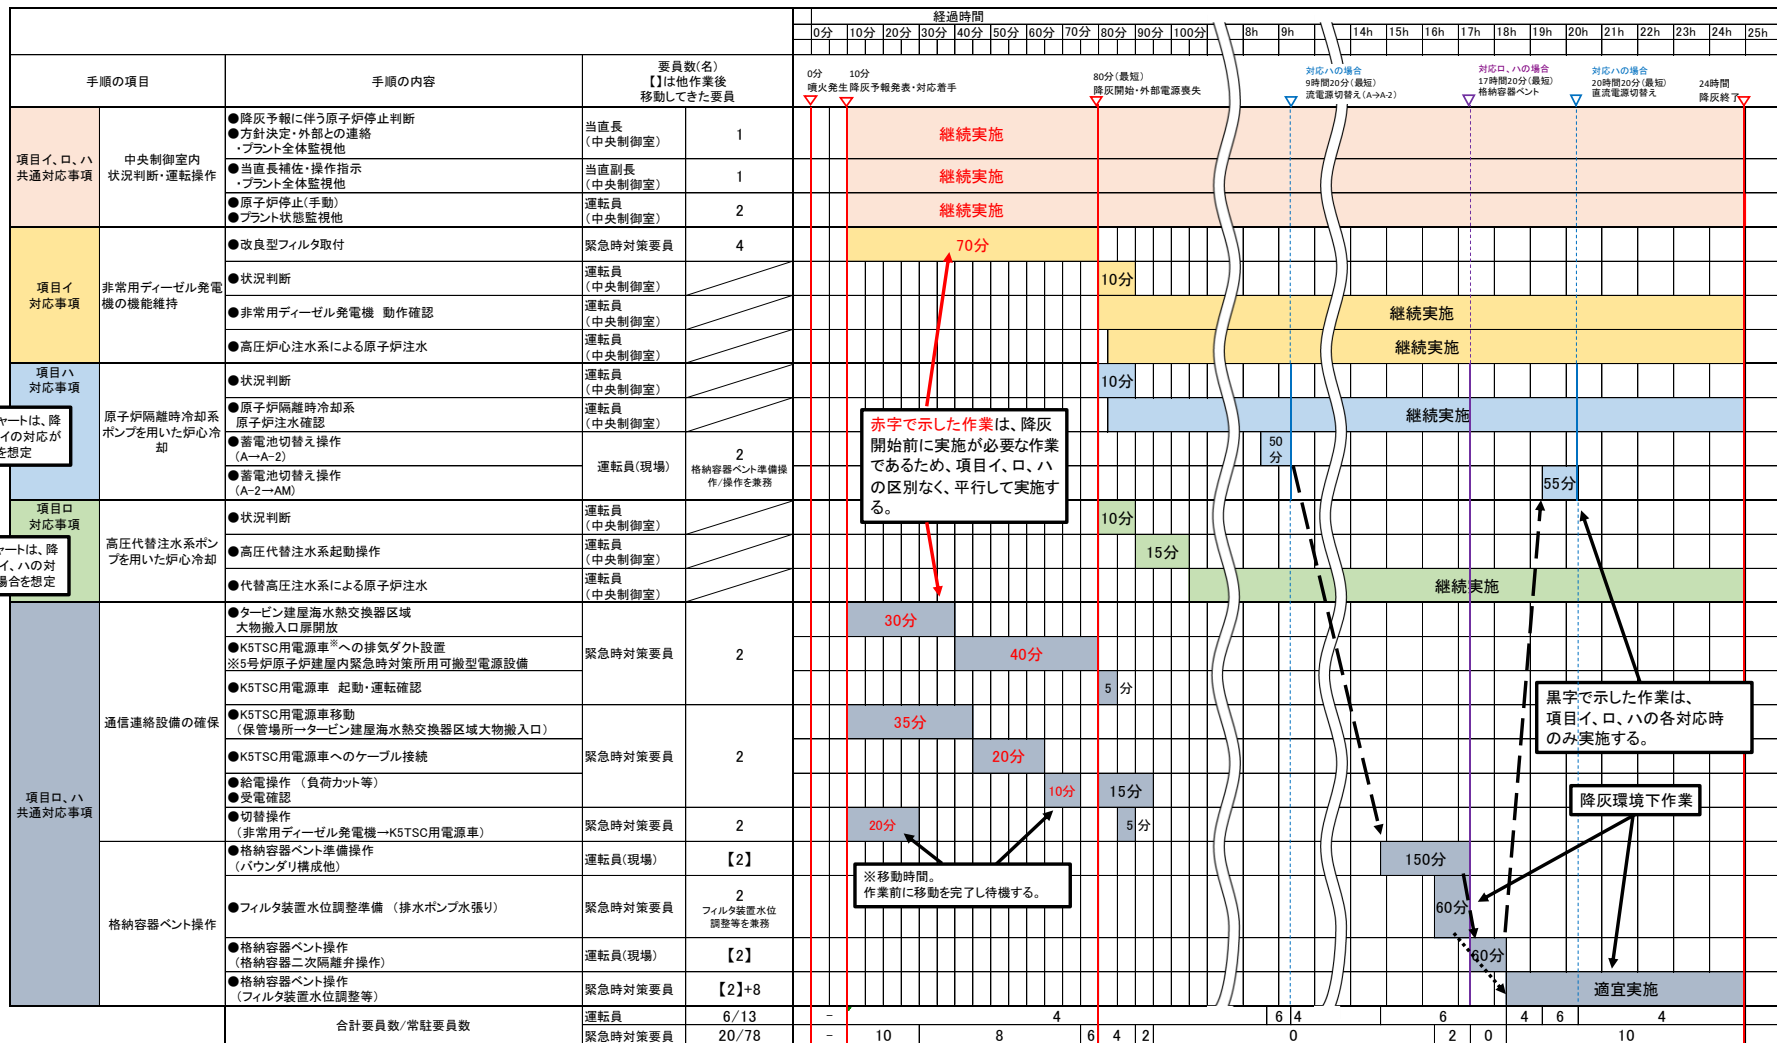 経過時間
0分 10分 20分 30分 40分 50分 60分 70分 80分 90分 100分 8h 9h 14h 15h 16h 17h 18h 19h 20h 21h 22h 23h 24h 25h
手順の項目
手順の内容
要員数(名)
【】は他作業後
移動してきた要員
0分
噴火発生
10分
降灰予報発表・対応着手
80分(最短)
降灰開始・外部電源喪失
対応ハの場合
9時間20分(最短)
流電源切替え(A→A-2)
対応ロ、ハの場合
17時間20分(最短)
格納容器ベント
対応ハの場合
20時間20分(最短)
直流電源切替え
24時間
降灰終了
項目イ、ロ、ハ
共通対応事項
中央制御室内
状況判断・運転操作
●降灰予報に伴う原子炉停止判断
●方針決定・外部との連絡
・プラント全体監視他
当直長
(中央制御室)
1
継続実施
●当直長補佐・操作指示
・プラント全体監視他
当直副長
(中央制御室)
1
継続実施
●原子炉停止(手動)
●プラント状態監視他
運転員
(中央制御室)
2
継続実施
項目イ
対応事項
非常用ディーゼル発電
機の機能維持
●改良型フィルタ取付
緊急時対策要員
4
70分
●状況判断
運転員
(中央制御室)
10分
●非常用ディーゼル発電機 動作確認
運転員
(中央制御室)
継続実施
●高圧炉心注水系による原子炉注水
運転員
(中央制御室)
継続実施
項目ハ
対応事項
ャートは、降
イの対応が
を想定
原子炉隔離時冷却系
ポンプを用いた炉心冷
却
●状況判断
運転員
(中央制御室)
10分
●原子炉隔離時冷却系
原子炉注水確認
運転員
(中央制御室)
継続実施
●蓄電池切替え操作
(A→A-2)
50
分
●蓄電池切替え操作
(A-2→AM)
運転員(現場)
2
格納容器ベント準備操
作/操作を兼務
55分
赤字で示した作業は、降灰
開始前に実施が必要な作業
であるため、項目イ、ロ、ハ
の区別なく、平行して実施す
る。
項目ロ
対応事項
ャートは、降
イ、ハの対
場合を想定
高圧代替注水系ポン
プを用いた炉心冷却
●状況判断
運転員
(中央制御室)
10分
●高圧代替注水系起動操作
運転員
(中央制御室)
15分
●代替高圧注水系による原子炉注水
運転員
(中央制御室)
継続実施
項目ロ、ハ
共通対応事項
通信連絡設備の確保
●タービン建屋海水熱交換器区域
大物搬入口扉開放
30分
●K5TSC用電源車※への排気ダクト設置
※5号炉原子炉建屋内緊急時対策所用可搬型電源設備
緊急時対策要員
2
40分
●K5TSC用電源車 起動・運転確認
5 分
●K5TSC用電源車移動
(保管場所→タービン建屋海水熱交換器区域大物搬入口)
35分
●K5TSC用電源車へのケーブル接続
緊急時対策要員
2
20分
●給電操作 (負荷カット等)
●受電確認
10分
15分
●切替操作
(非常用ディーゼル発電機→K5TSC用電源車)
緊急時対策要員
2
20分
5 分
黒字で示した作業は、
項目イ、ロ、ハの各対応時
のみ実施する。
降灰環境下作業
※移動時間。
作業前に移動を完了し待機する。
格納容器ベント操作
●格納容器ベント準備操作
(バウンダリ構成他)
運転員(現場)
【2】
150分
●フィルタ装置水位調整準備 (排水ポンプ水張り)
緊急時対策要員
2
フィルタ装置水位
調整等を兼務
60分
●格納容器ベント操作
(格納容器二次隔離弁操作)
運転員(現場)
【2】
60分
●格納容器ベント操作
(フィルタ装置水位調整等)
緊急時対策要員
【2】+8
適宜実施
合計要員数/常駐要員数
運転員
6/13
- 4 6 4 6 4 6 4
緊急時対策要員
20/78
- 10 8 6 4 2 0 2 0 10